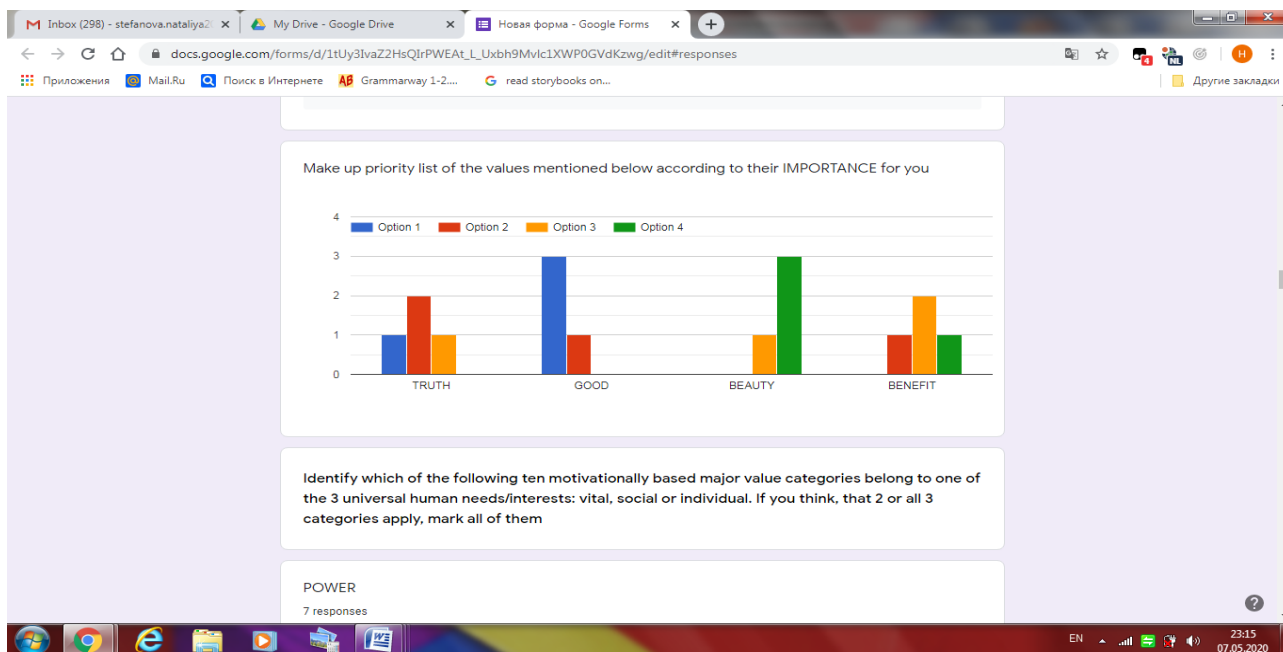 Inbox (298) - stefanova.nataliya2
My Drive - Google Drive
Новая форма - Google Forms
docs.google.com/forms/d/1tUy3IvaZ2HsQIrPWEAt_L_Uxbh9Mvlc1XWP0GVdKzwg/edit#responses
4
NL
Н
Приложения
Mail.Ru
Поиск в Интернете
Grammarway 1-2....
read storybooks on...
Другие закладки
Make up priority list of the values mentioned below according to their IMPORTANCE for you
Option 1 Option 2 Option 3 Option 4
4
3
2
1
0
TRUTH GOOD BEAUTY BENEFIT
Identify which of the following ten motivationally based major value categories belong to one of
the 3 universal human needs/interests: vital, social or individual. If you think, that 2 or all 3
categories apply, mark all of them
POWER
7 responses
EN
23:15
07.05.2020